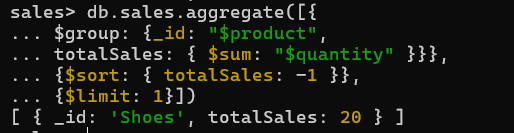 sales> db.sales.aggregate([{
... $group: {_id: "$product",
... totalSales: { $sum: "$quantity" }}},
... {$sort: { totalSales: -1 }},
... {$limit: 1}])
[ { _id: 'Shoes', totalSales: 20 } ]